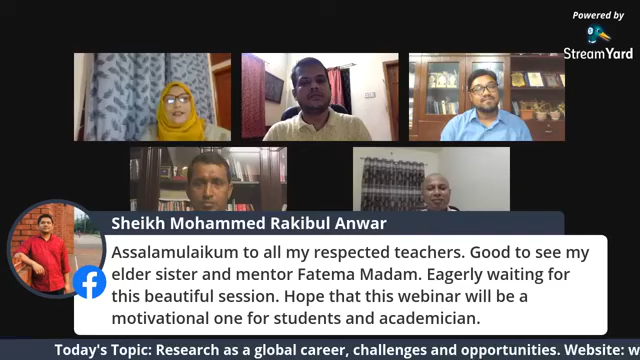 Powered by
StreamYard
Sheikh Mohammed Rakibul Anwar
Assalamulaikum to all my respected teachers. Good to see my
elder sister and mentor Fatema Madam. Eagerly waiting for
this beautiful session. Hope that this webinar will be a
motivational one for students and academician.
Today's Topic: Research as a global career, challenges and opportunities. Website: w